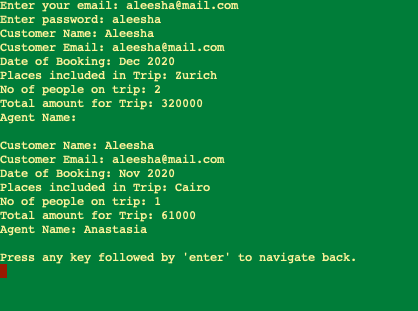 Enter your email: aleesha@mail.com
Enter password: aleesha
Customer Name: Aleesha
Customer Email: aleesha@mail.com
Date of Booking: Dec 2020
Places included in Trip: Zurich
No of people on trip: 2
Total amount for Trip: 320000
Agent Name:
Customer Name: Aleesha
Customer Email: aleesha@mail.com
Date of Booking: Nov 2020
Places included in Trip: Cairo
No of people on trip: 1
Total amount for Trip: 61000
Agent Name: Anastasia
Press any key followed by 'enter' to navigate back.